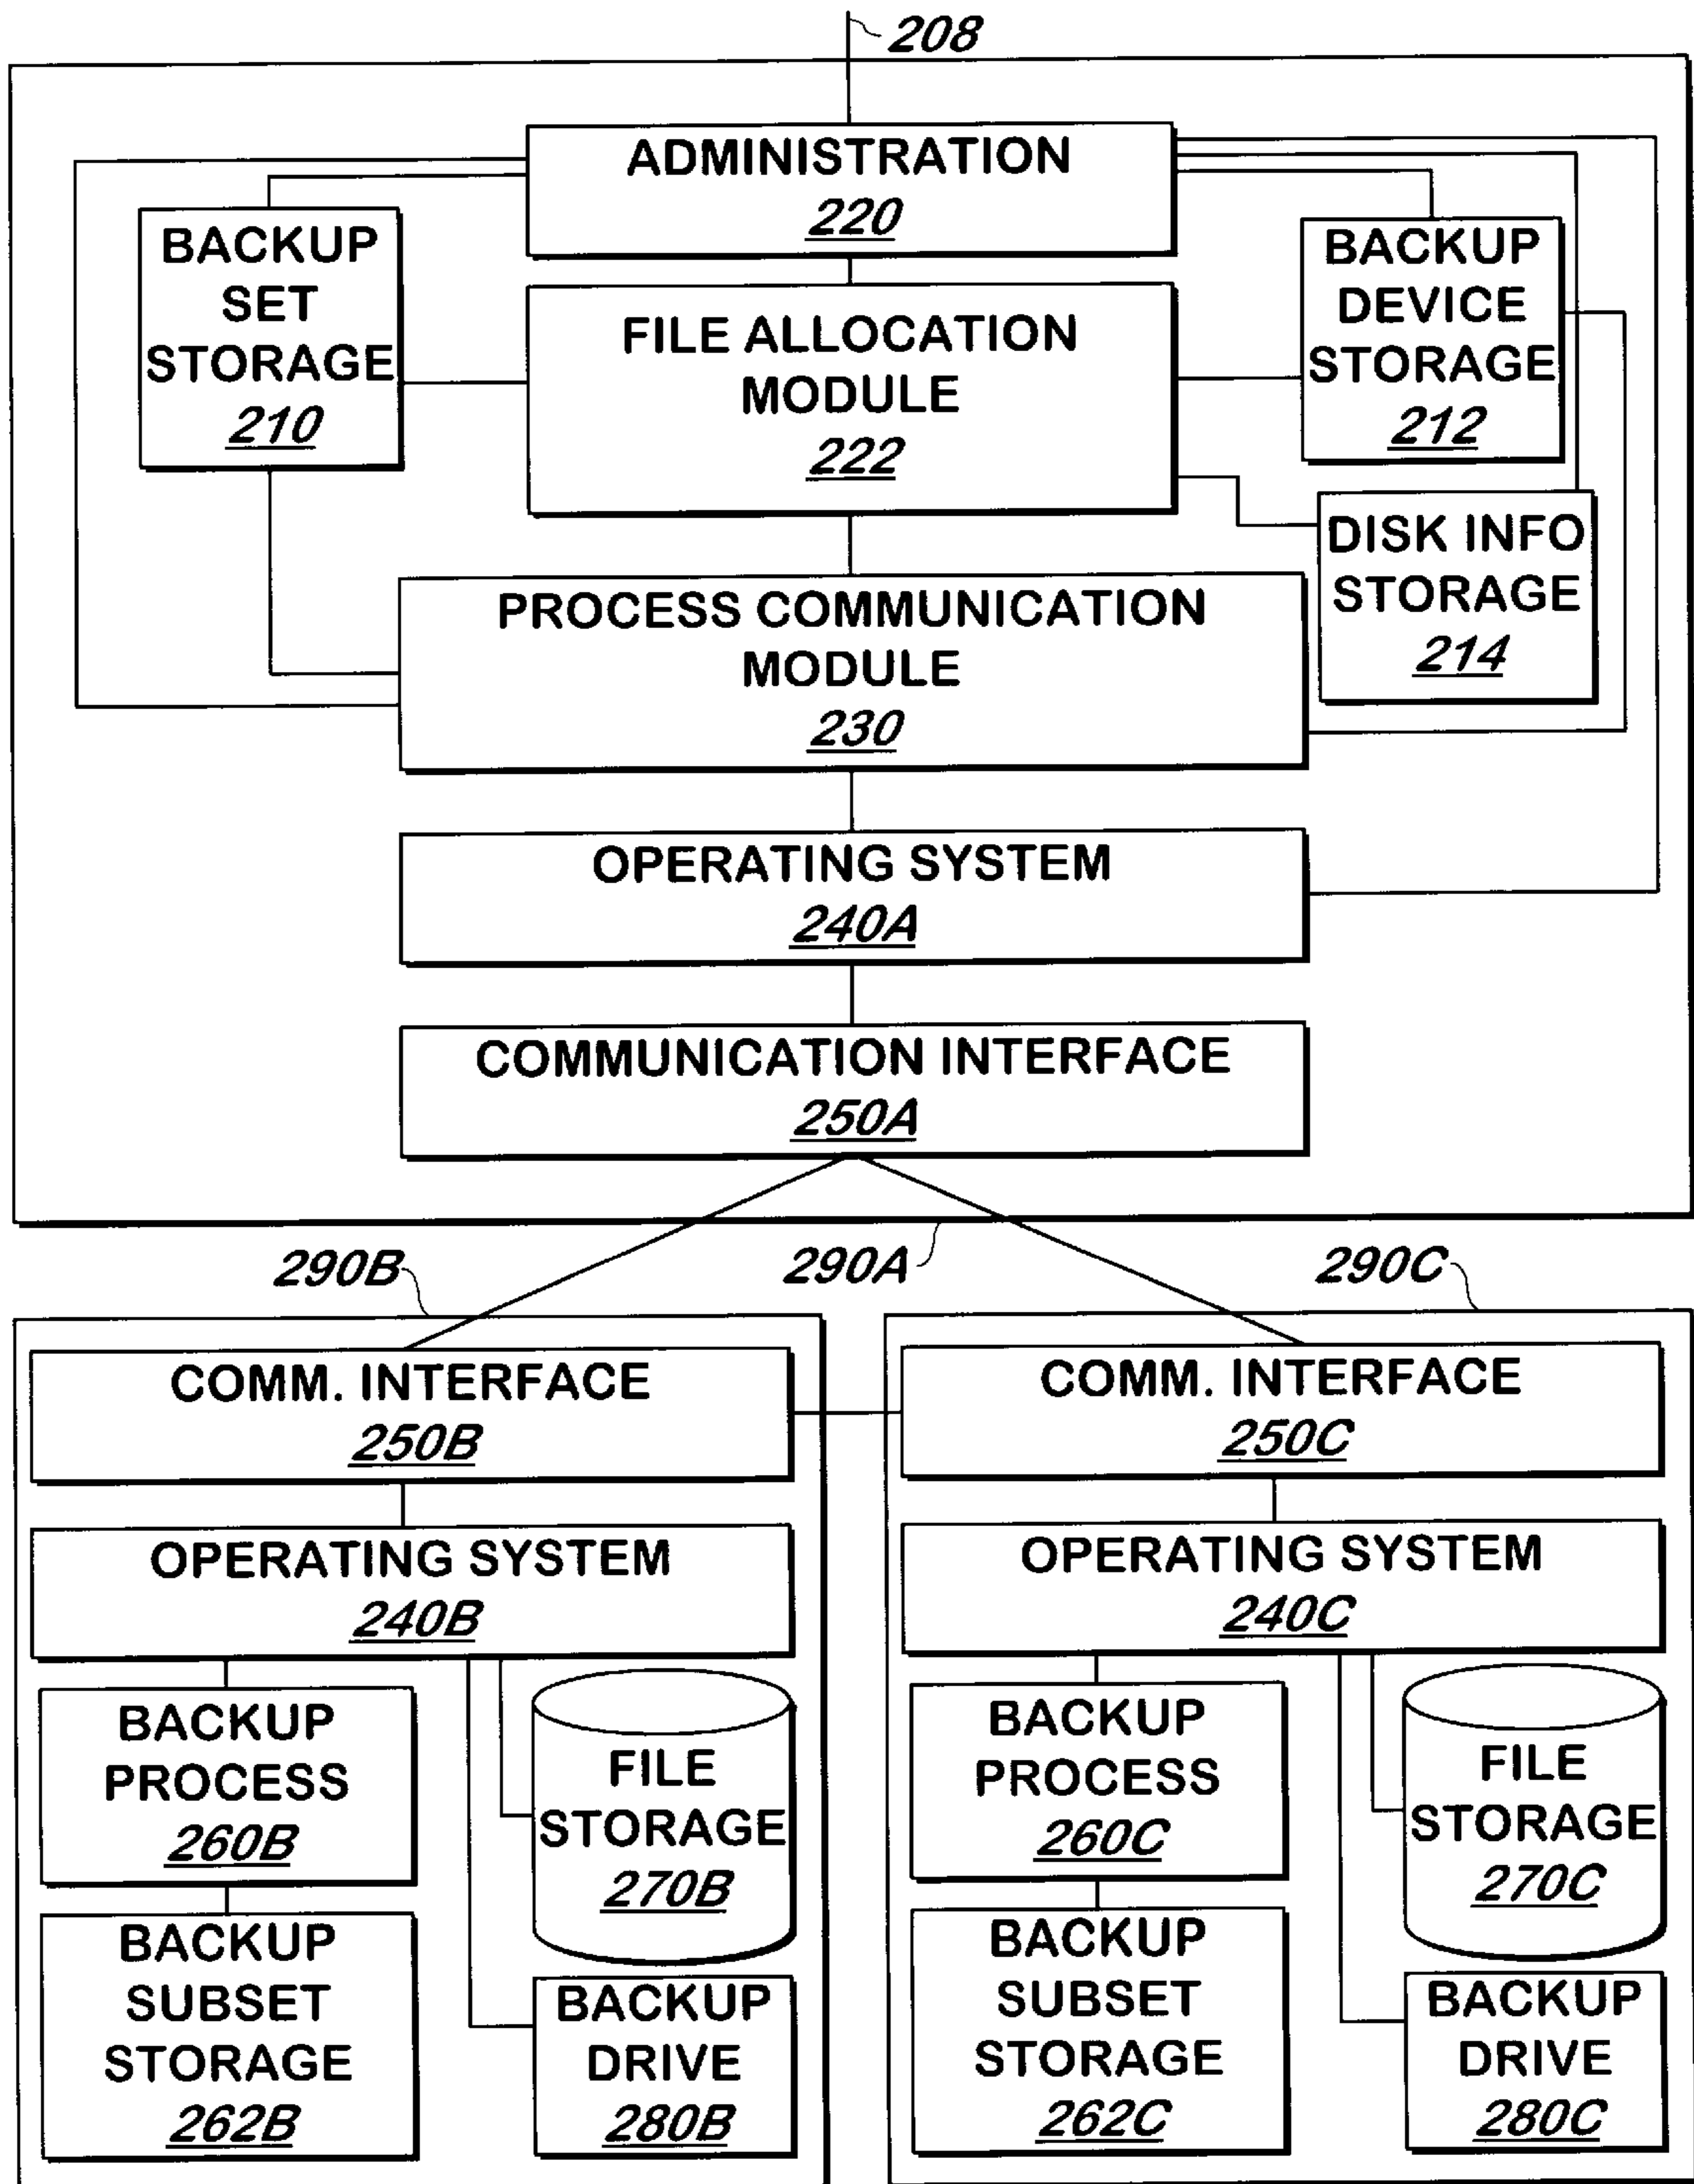 208
ADMINISTRATION
220
BACKUP
SET
STORAGE
210
FILE ALLOCATION
MODULE
222
BACKUP
DEVICE
STORAGE
212
DISK INFO
STORAGE
214
PROCESS COMMUNICATION
MODULE
230
OPERATING SYSTEM
240A
COMMUNICATION INTERFACE
250A
290B
290A
290C
COMM. INTERFACE
250B
OPERATING SYSTEM
240B
BACKUP
PROCESS
260B
FILE
STORAGE
270B
BACKUP
SUBSET
STORAGE
262B
BACKUP
DRIVE
280B
COMM. INTERFACE
250C
OPERATING SYSTEM
240C
BACKUP
PROCESS
260C
FILE
STORAGE
270C
BACKUP
SUBSET
STORAGE
262C
BACKUP
DRIVE
280C